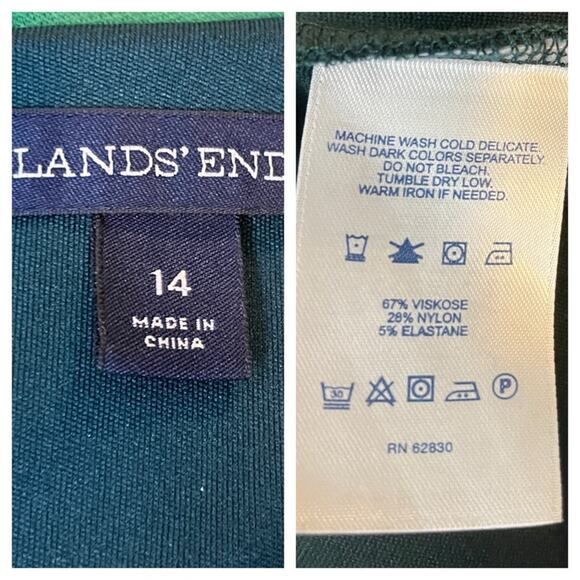 LANDS' END
14
MADE IN
CHINA
MACHINE WASH COLD DELICATE.
WASH DARK COLORS SEPARATELY.
DO NOT BLEACH.
TUMBLE DRY LOW.
WARM IRON IF NEEDED.
67% VISKOSE
28% NYLON
5% ELASTANE
30
P
RN 62830